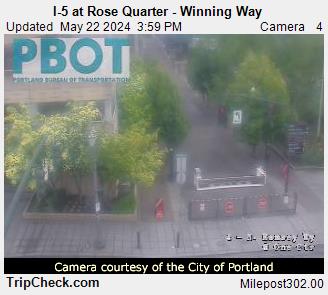 I-5 at Rose Quarter - Winning Way
Updated May 22 2024 3:59 PM Camera 4
PBOT
PORTLAND BUREAU OF TRANSPORTATION
Camera courtesy of the City of Portland
TripCheck.com Milepost302.00